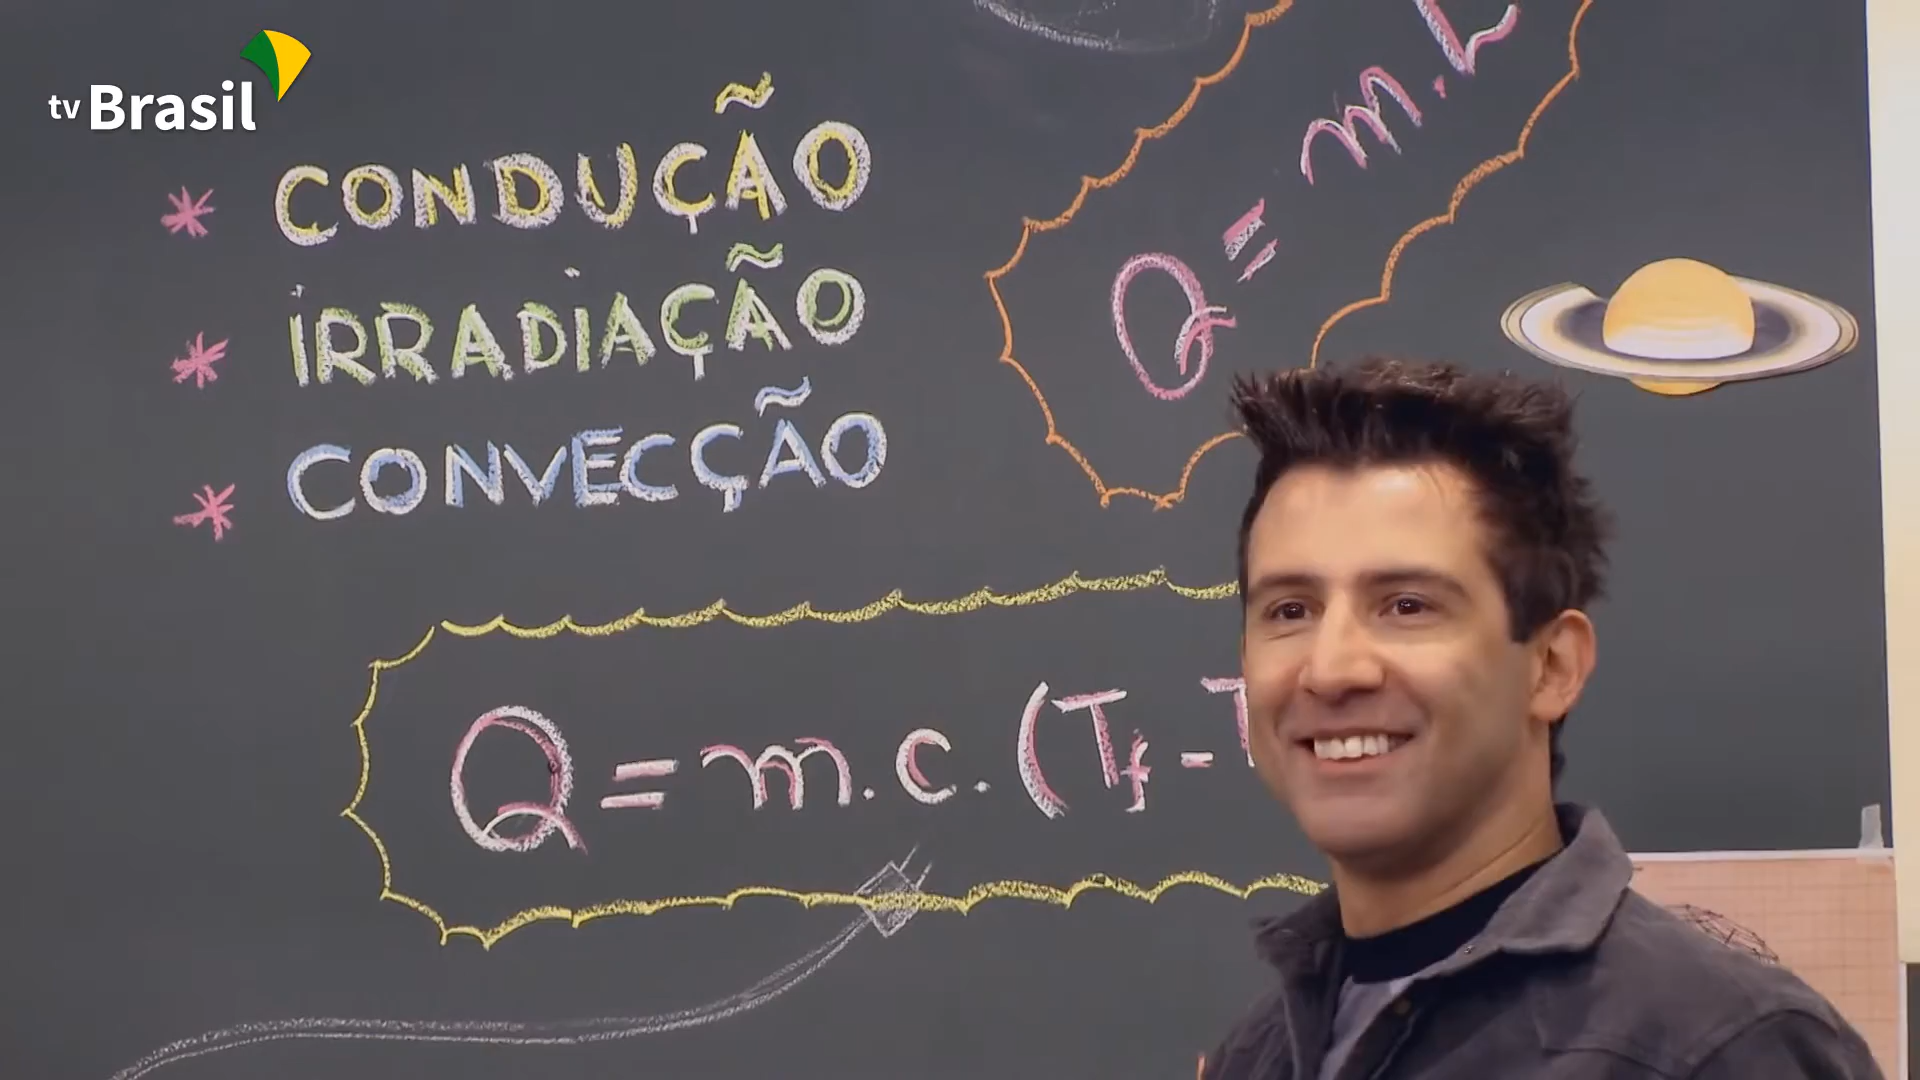 tv Brasil
* CONDUÇÃO
* IRRADIAÇÃO
* CONVECÇÃO
Q = m.L
Q = m.c.(Tf - T